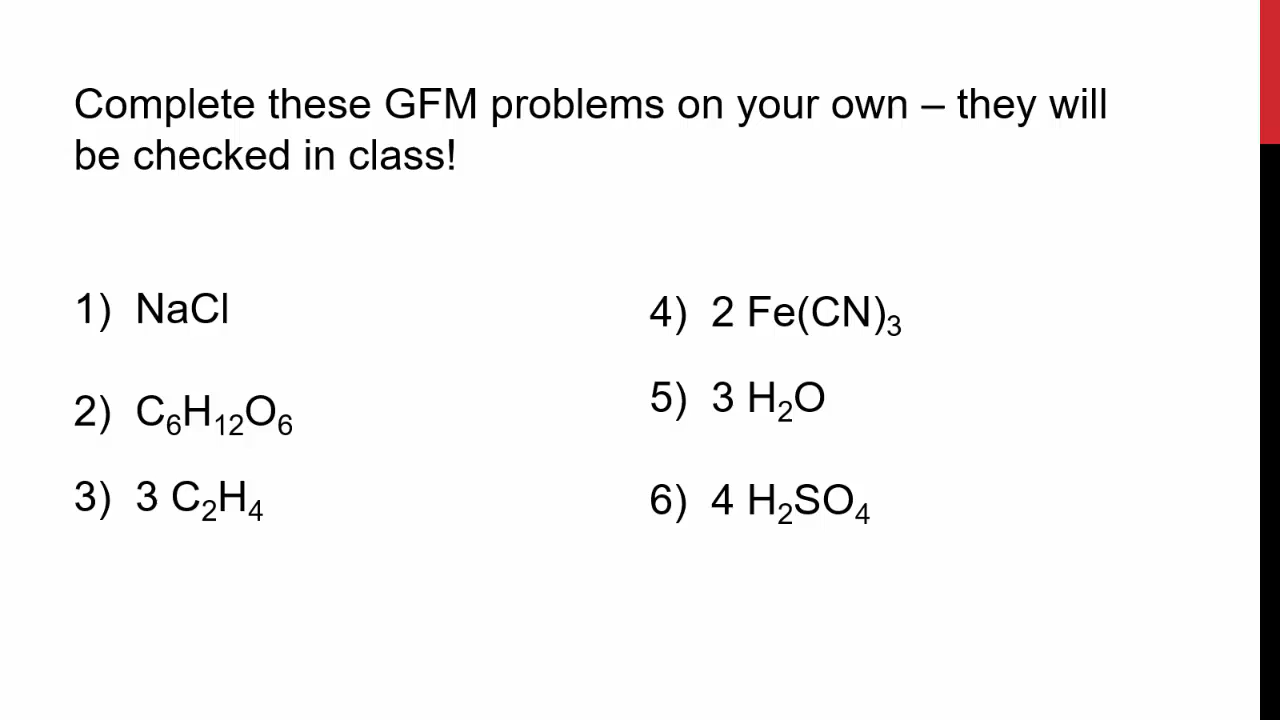 Complete these GFM problems on your own – they will
be checked in class!
1) NaCl
2) C₆H₁₂O₆
3) 3 C₂H₄
4) 2 Fe(CN)₃
5) 3 H₂O
6) 4 H₂SO₄